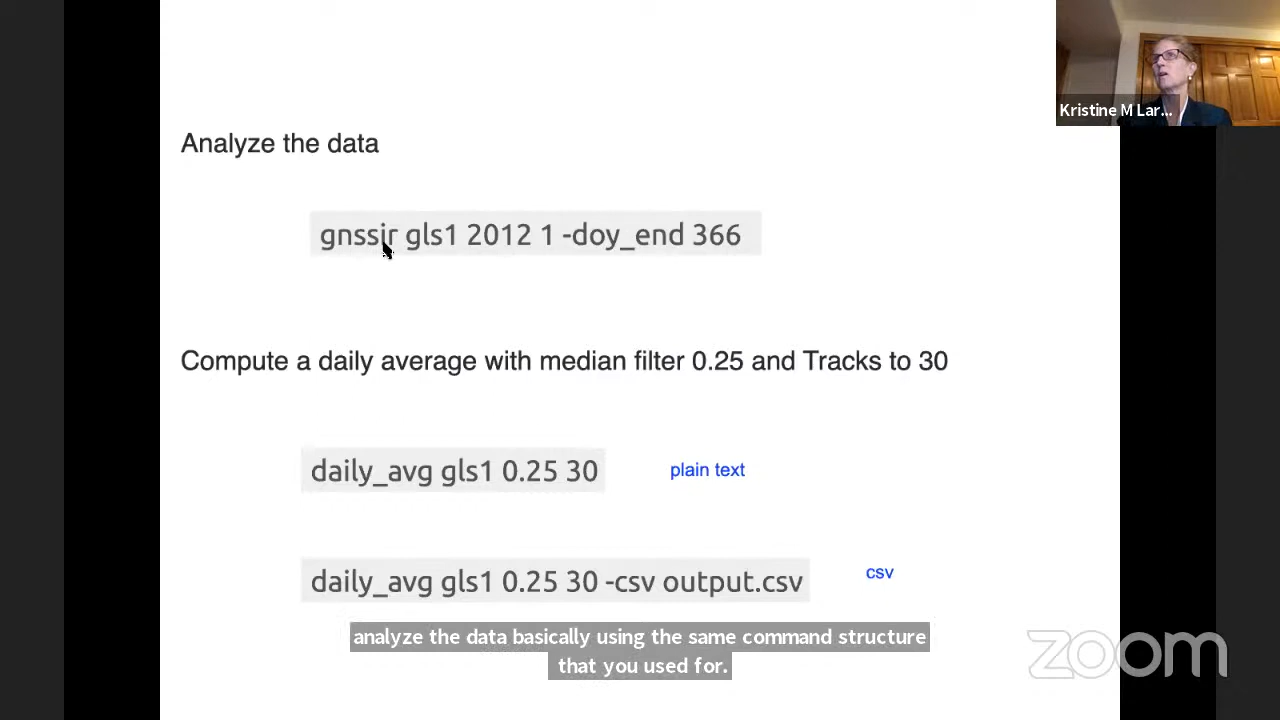 Kristine M Lar...
Analyze the data
gnssir gls1 2012 1 -doy_end 366
Compute a daily average with median filter 0.25 and Tracks to 30
daily_avg gls1 0.25 30
plain text
daily_avg gls1 0.25 30 -csv output.csv
csv
analyze the data basically using the same command structure
that you used for.
zoom